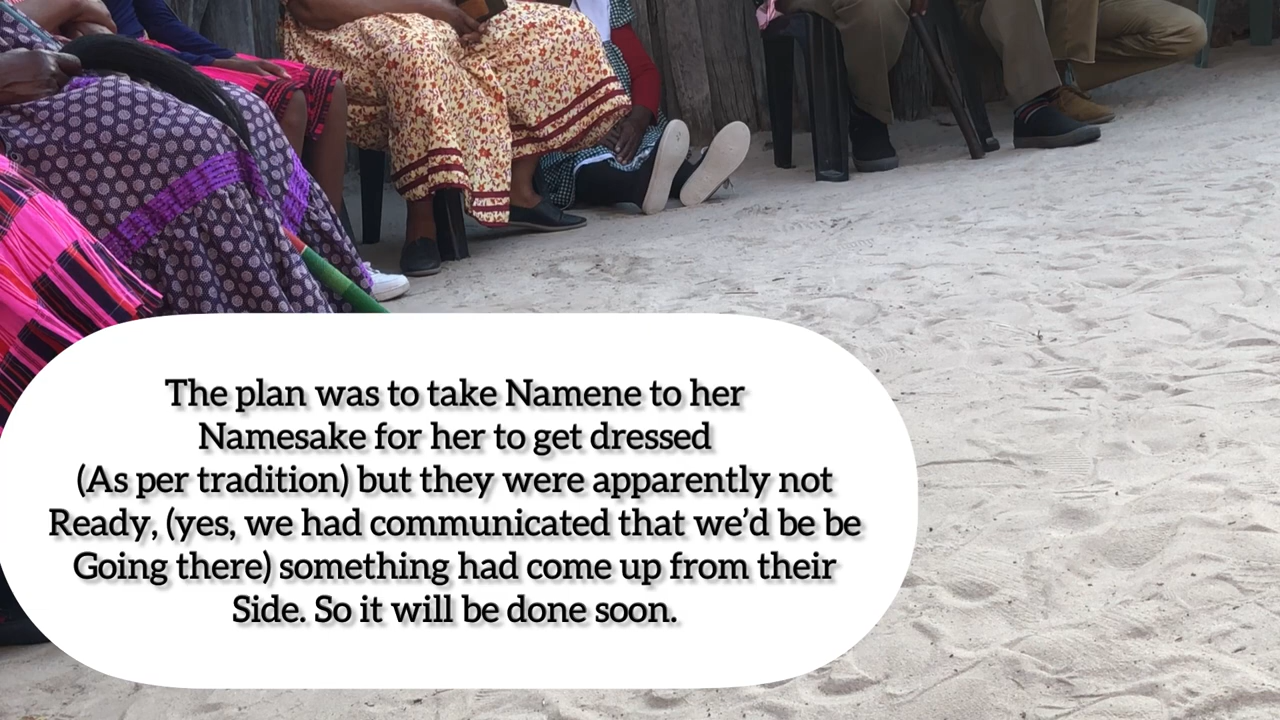 The plan was to take Namene to her
Namesake for her to get dressed
(As per tradition) but they were apparently not
Ready, (yes, we had communicated that we’d be be
Going there) something had come up from their
Side. So it will be done soon.